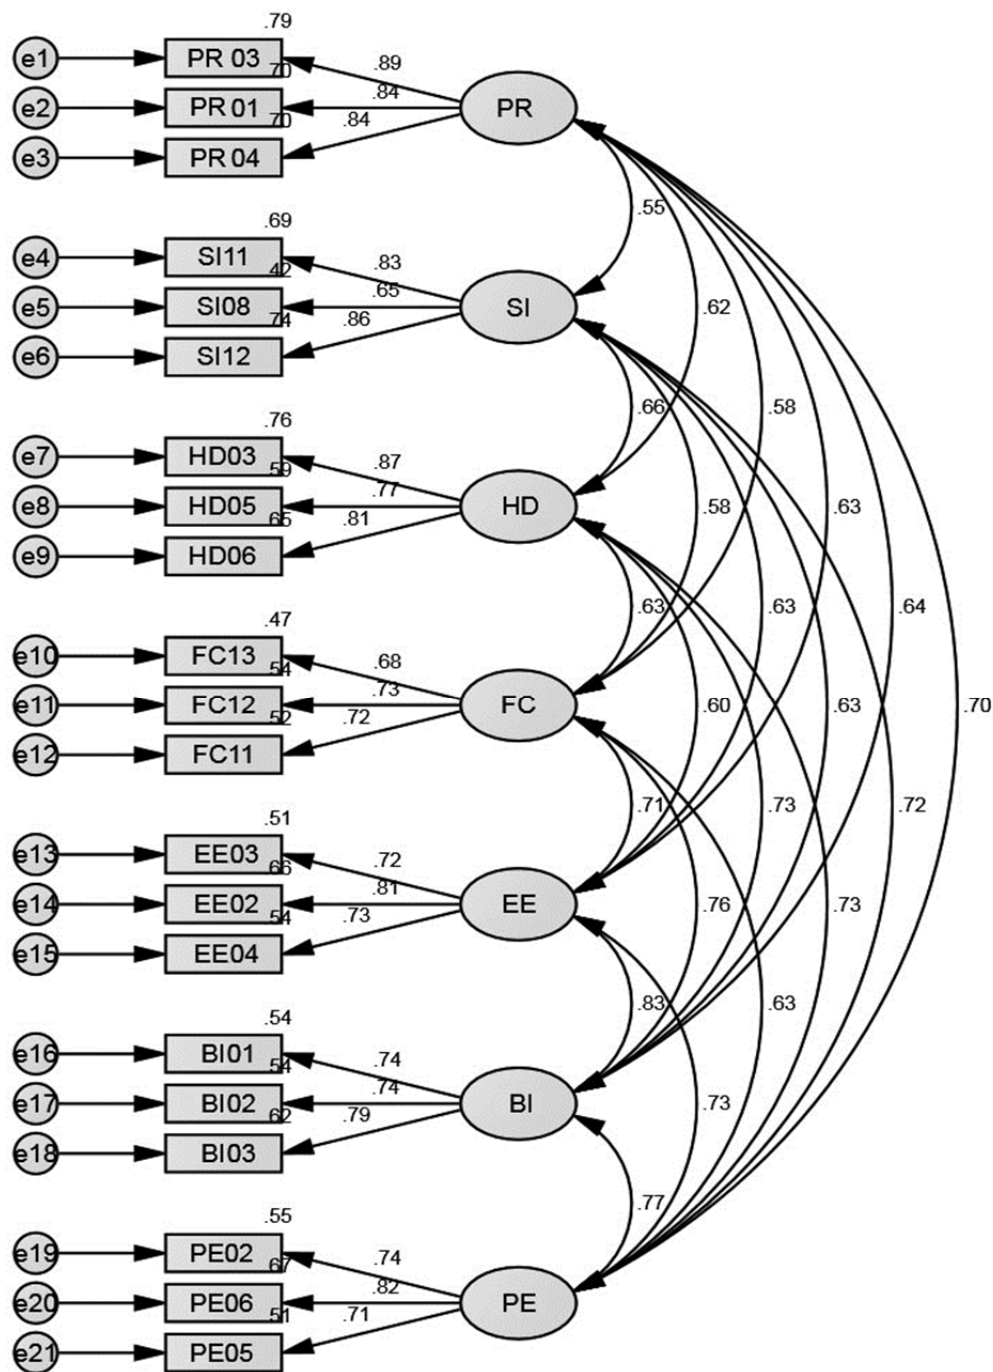 .79
e1 PR 03 .89
.70
e2 PR 01 .84 PR
.70
e3 PR 04 .84
.55
.69
e4 SI11 .83
.42
e5 SI08 .65 SI .62
.74
e6 SI12 .86
.66 .58
.76
e7 HD03 .87
.59
e8 HD05 .77 HD .58 .63
.65
e9 HD06 .81
.63 .63 .64
.47
e10 FC13 .68
.54
e11 FC12 .73 FC .60 .63 .70
.52
e12 FC11 .72
.71 .73 .72
.51
e13 EE03 .72
.66
e14 EE02 .81 EE .76 .73
.54
e15 EE04 .73
.83 .63
.54
e16 BI01 .74
.54
e17 BI02 .74 BI .73
.62
e18 BI03 .79
.77
.55
e19 PE02 .74
.67
e20 PE06 .82 PE
.51
e21 PE05 .71